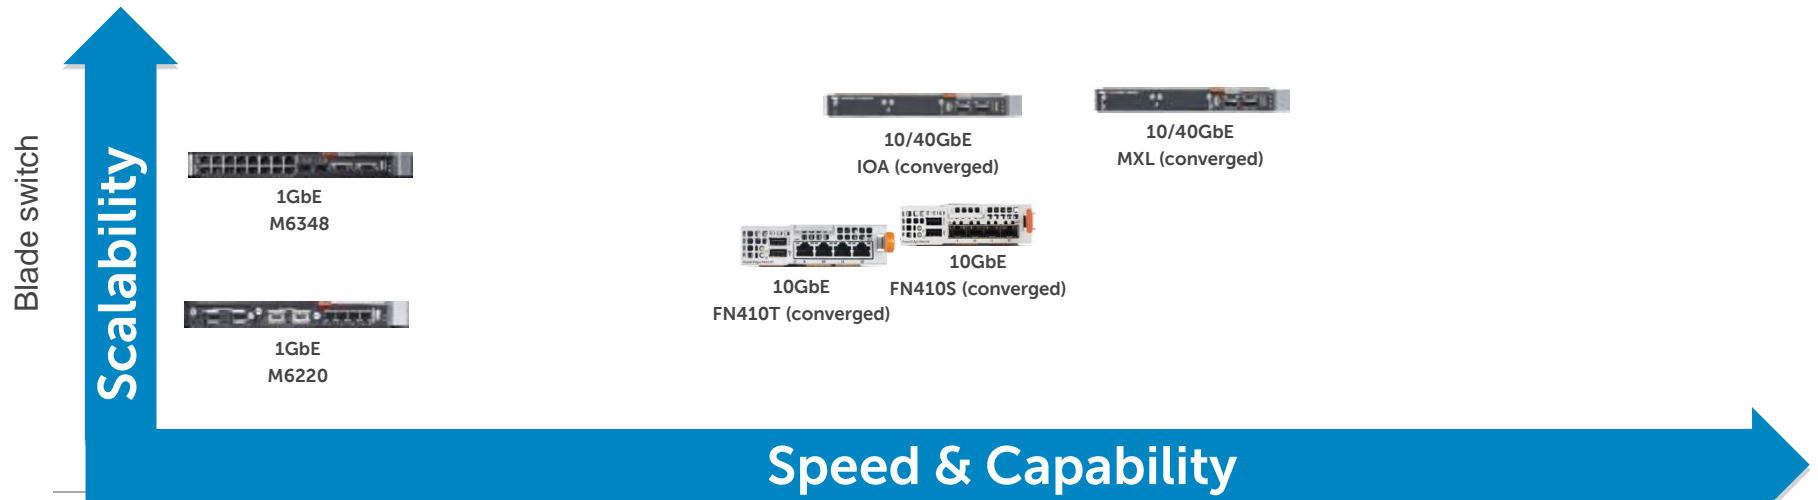 Blade switch
Scalability
1GbE
M6348
1GbE
M6220
10/40GbE
IOA (converged)
10/40GbE
MXL (converged)
10GbE
FN410T (converged)
10GbE
FN410S (converged)
Speed & Capability